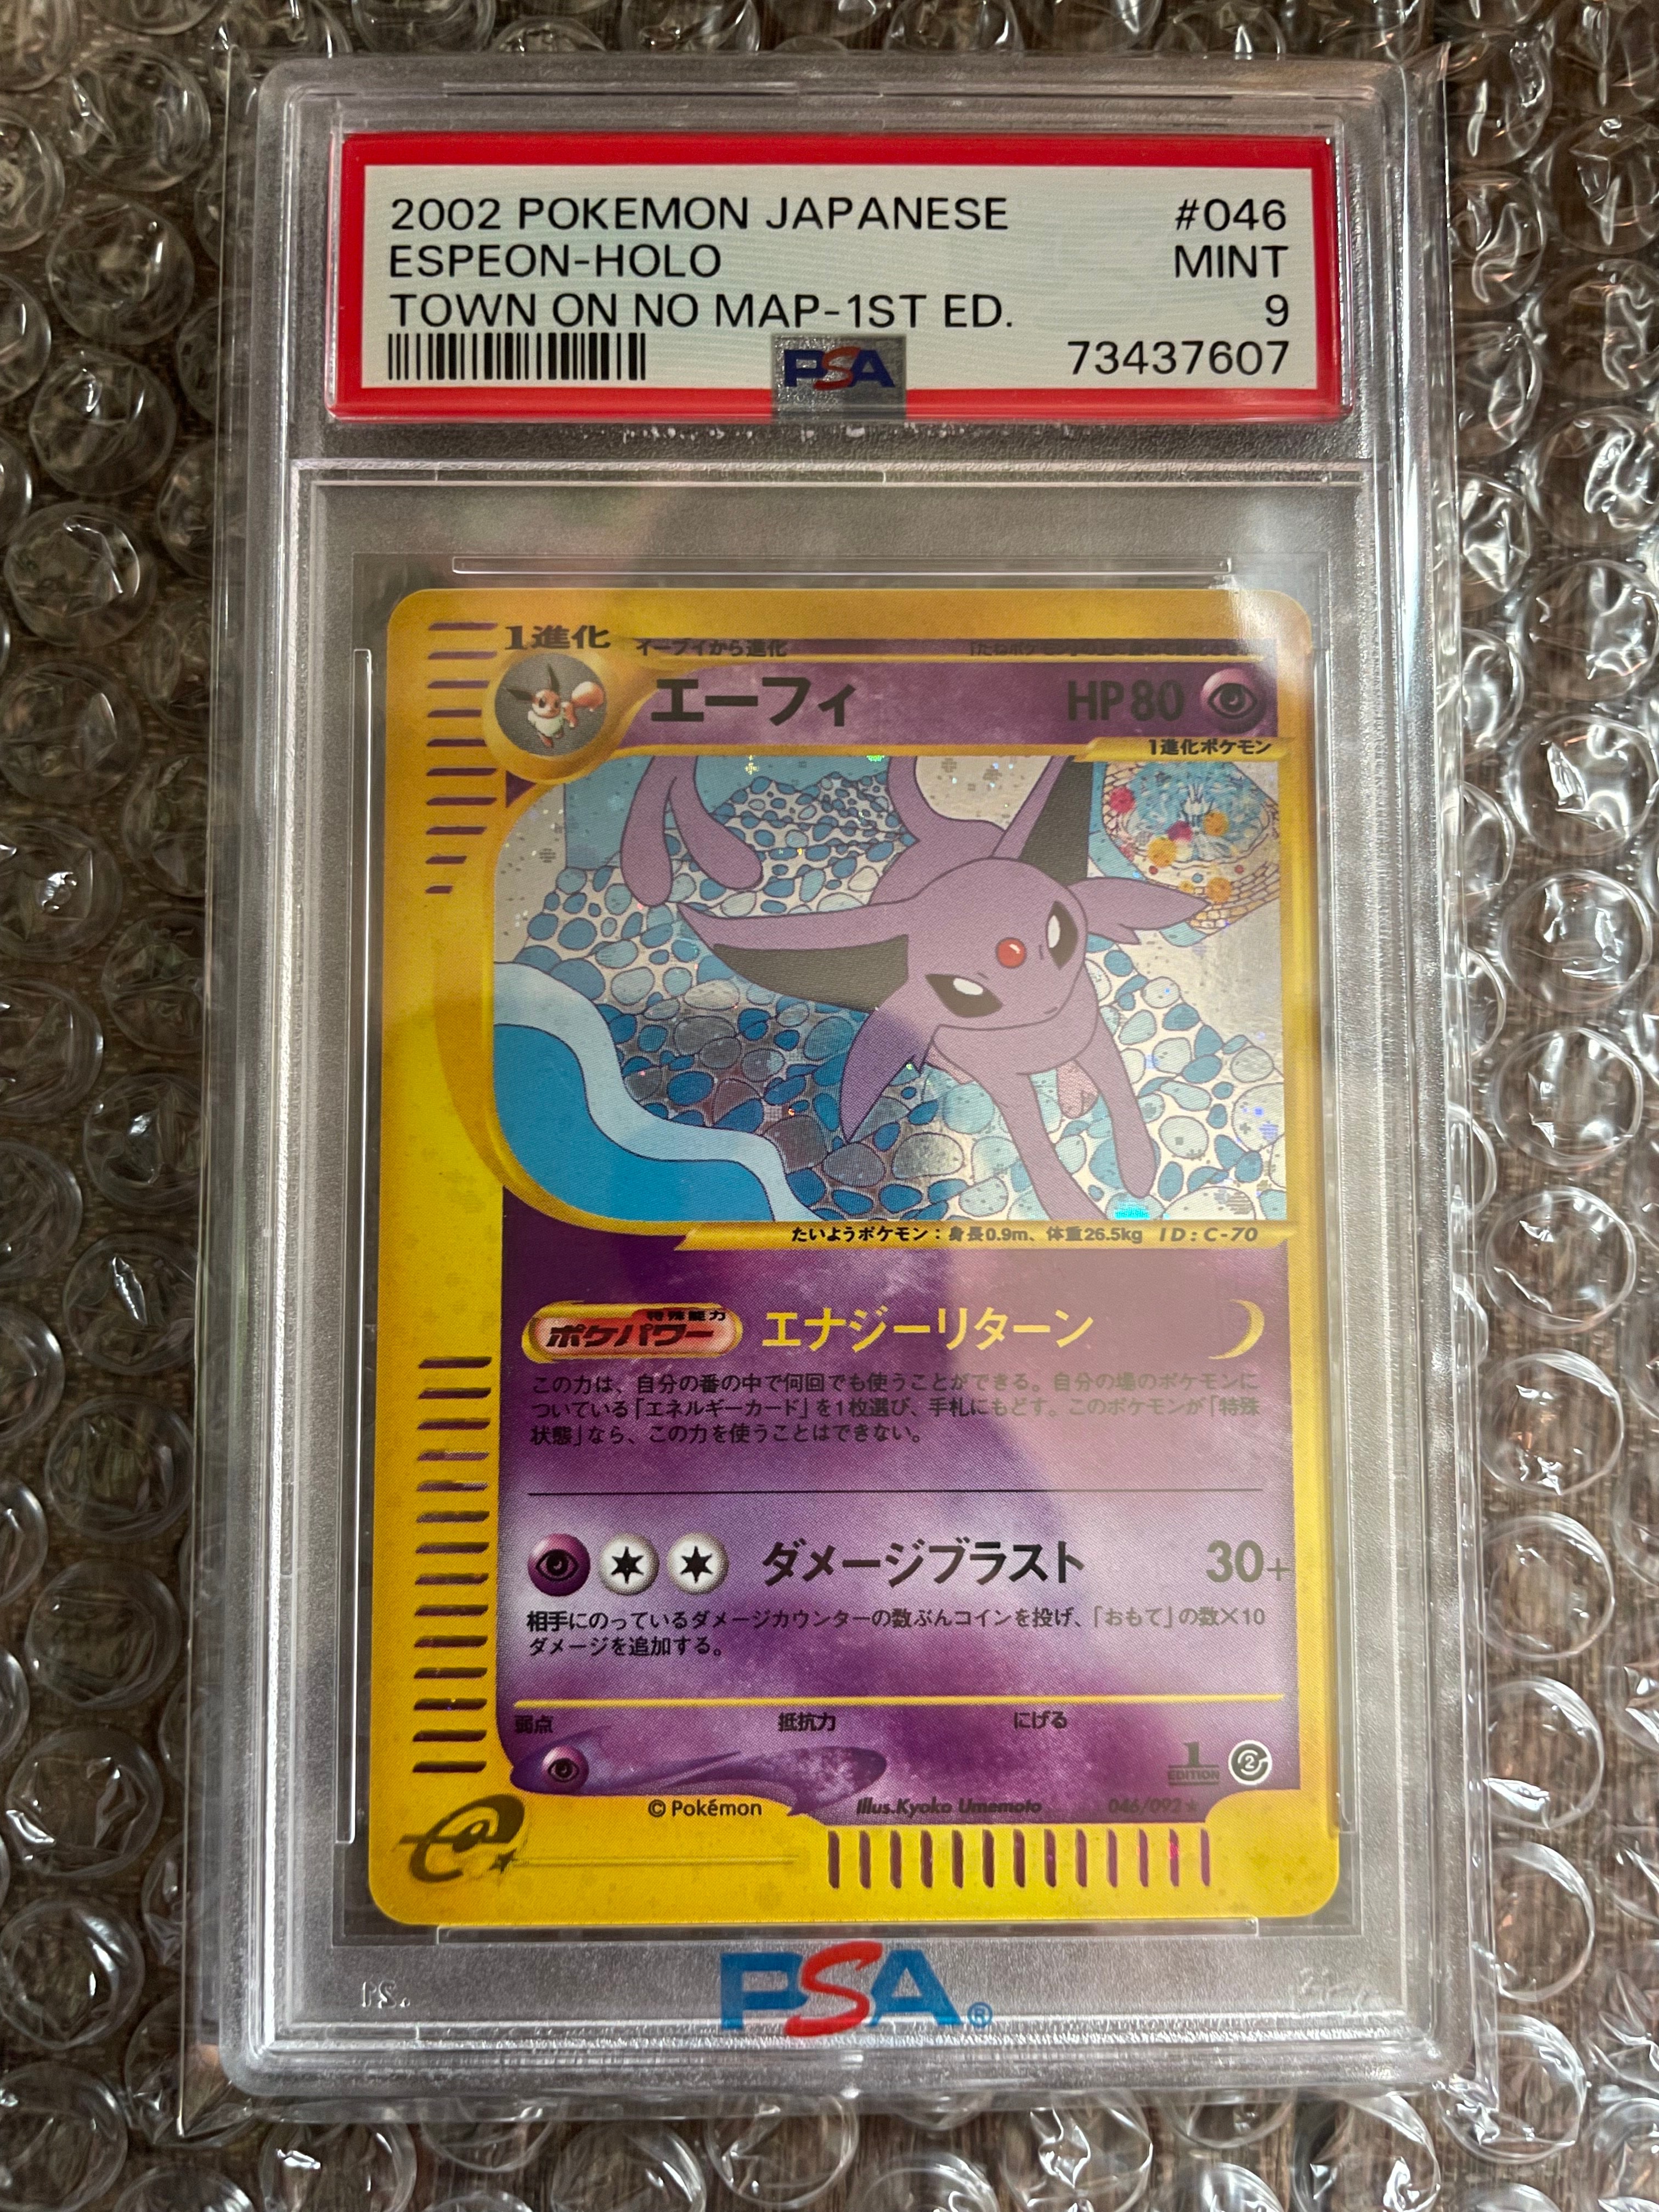 2002 POKEMON JAPANESE #046
ESPEON-HOLO MINT
TOWN ON NO MAP-1ST ED. 9
PSA 73437607
1進化 イーブイから進化
エーフィ HP80
1進化ポケモン
たいようポケモン：身長0.9m、体重26.5kg ID:C-70
特殊能力
ポケパワー エナジーリターン
この力は、自分の番の中で何回でも使うことができる。自分の場のポケモンに
ついている「エネルギーカード」を1枚選び、手札にもどす。このポケモンが「特殊
状態」なら、この力を使うことはできない。
ダメージブラスト 30+
相手にのっているダメージカウンターの数ぶんコインを投げ、「おもて」の数×10
ダメージを追加する。
弱点 抵抗力 にげる
1 EDITION 2
© Pokémon Illus.Kyoko Umemoto 046/092★
e
PSA®